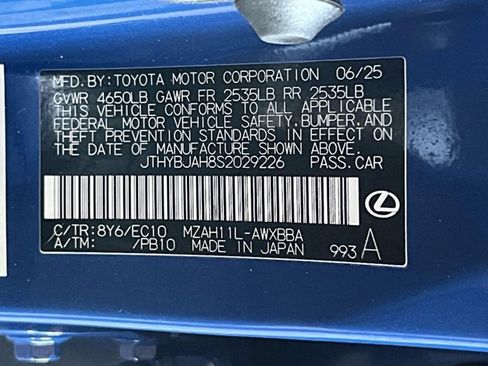 MFD. BY: TOYOTA MOTOR CORPORATION 06/25
GVWR 4650LB GAWR FR 2535LB RR 2535LB
THIS VEHICLE CONFORMS TO ALL APPLICABLE
FEDERAL MOTOR VEHICLE SAFETY, BUMPER, AND
THEFT PREVENTION STANDARDS IN EFFECT ON
THE DATE OF MANUFACTURE SHOWN ABOVE.
JTHYBJAH8S2029226 PASS. CAR
C/TR: 8Y6/EC10 MZAH11L-AWXBBA
A/TM: /PB10 MADE IN JAPAN 993 A